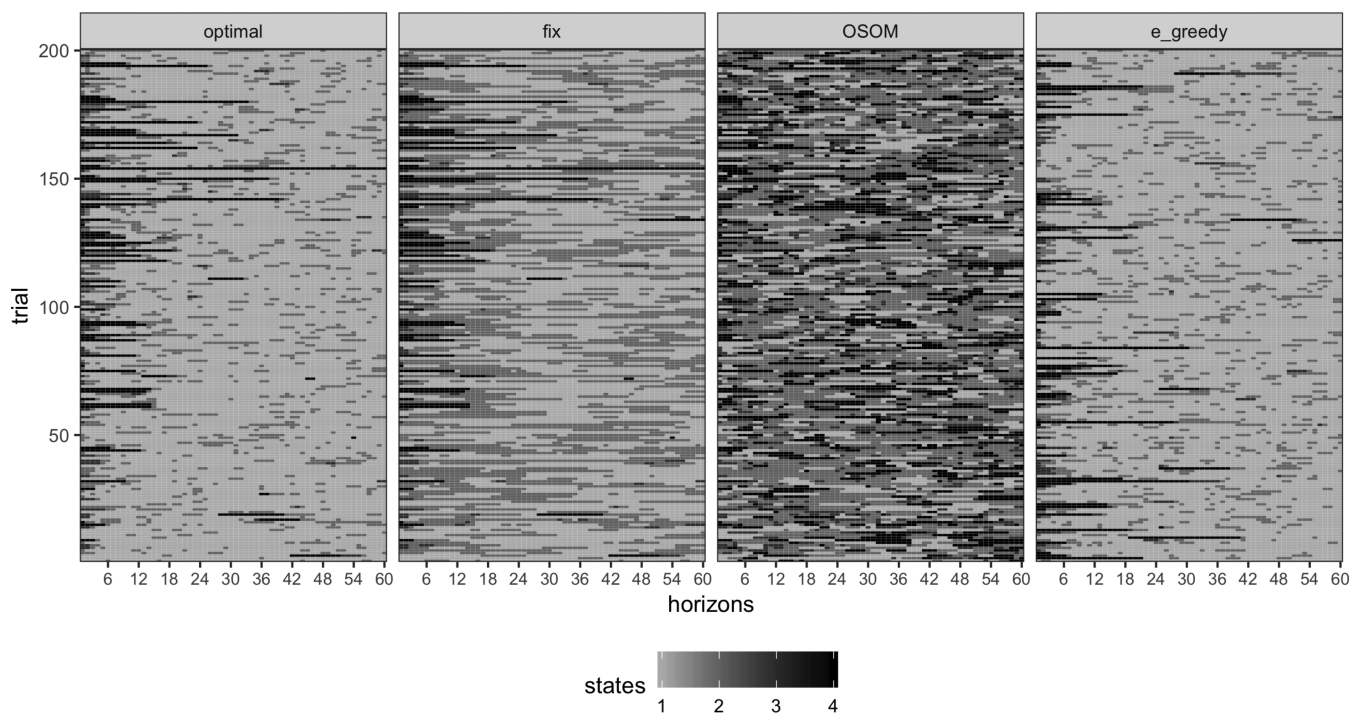 optimal fix OSOM e_greedy
200
150
100
50
trial
6 12 18 24 30 36 42 48 54 60 6 12 18 24 30 36 42 48 54 60 6 12 18 24 30 36 42 48 54 60 6 12 18 24 30 36 42 48 54 60
horizons
states
1 2 3 4